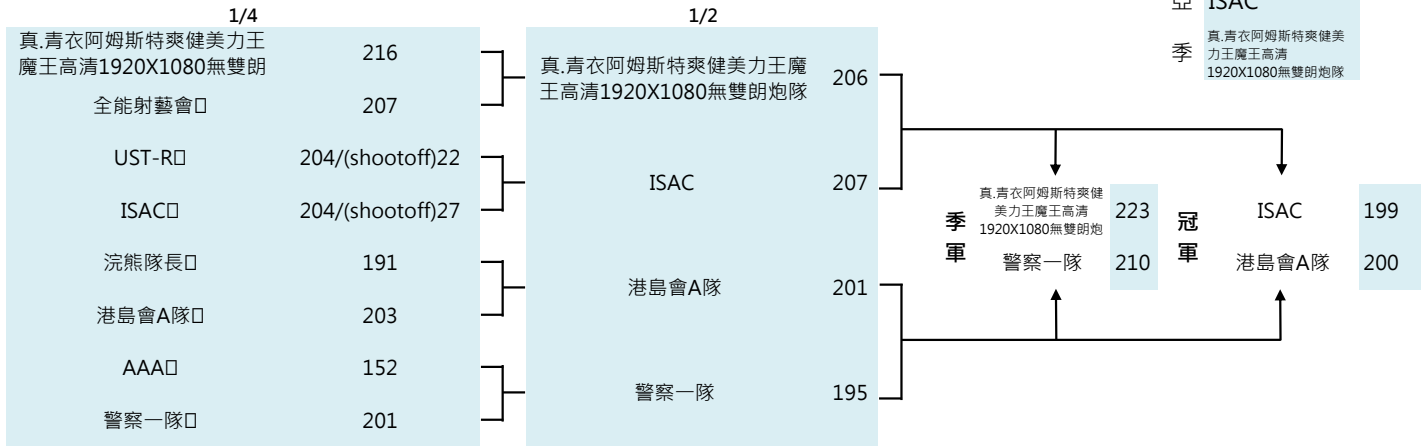 1/4
1/2
ISAC
季
真.青衣阿姆斯特爽健美
力王魔王高清
1920X1080無雙朗炮隊
真.青衣阿姆斯特爽健美力王
魔王高清1920X1080無雙朗
216
全能射藝會
207
UST-R
204/(shootoff)22
ISAC
204/(shootoff)27
浣熊隊長
191
港島會A隊
203
AAA
152
警察一隊
201
真.青衣阿姆斯特爽健美力王魔
王高清1920X1080無雙朗炮隊
206
ISAC
207
港島會A隊
201
警察一隊
195
季軍
真.青衣阿姆斯特爽健
美力王魔王高清
1920X1080無雙朗炮
223
警察一隊
210
冠軍
ISAC
199
港島會A隊
200